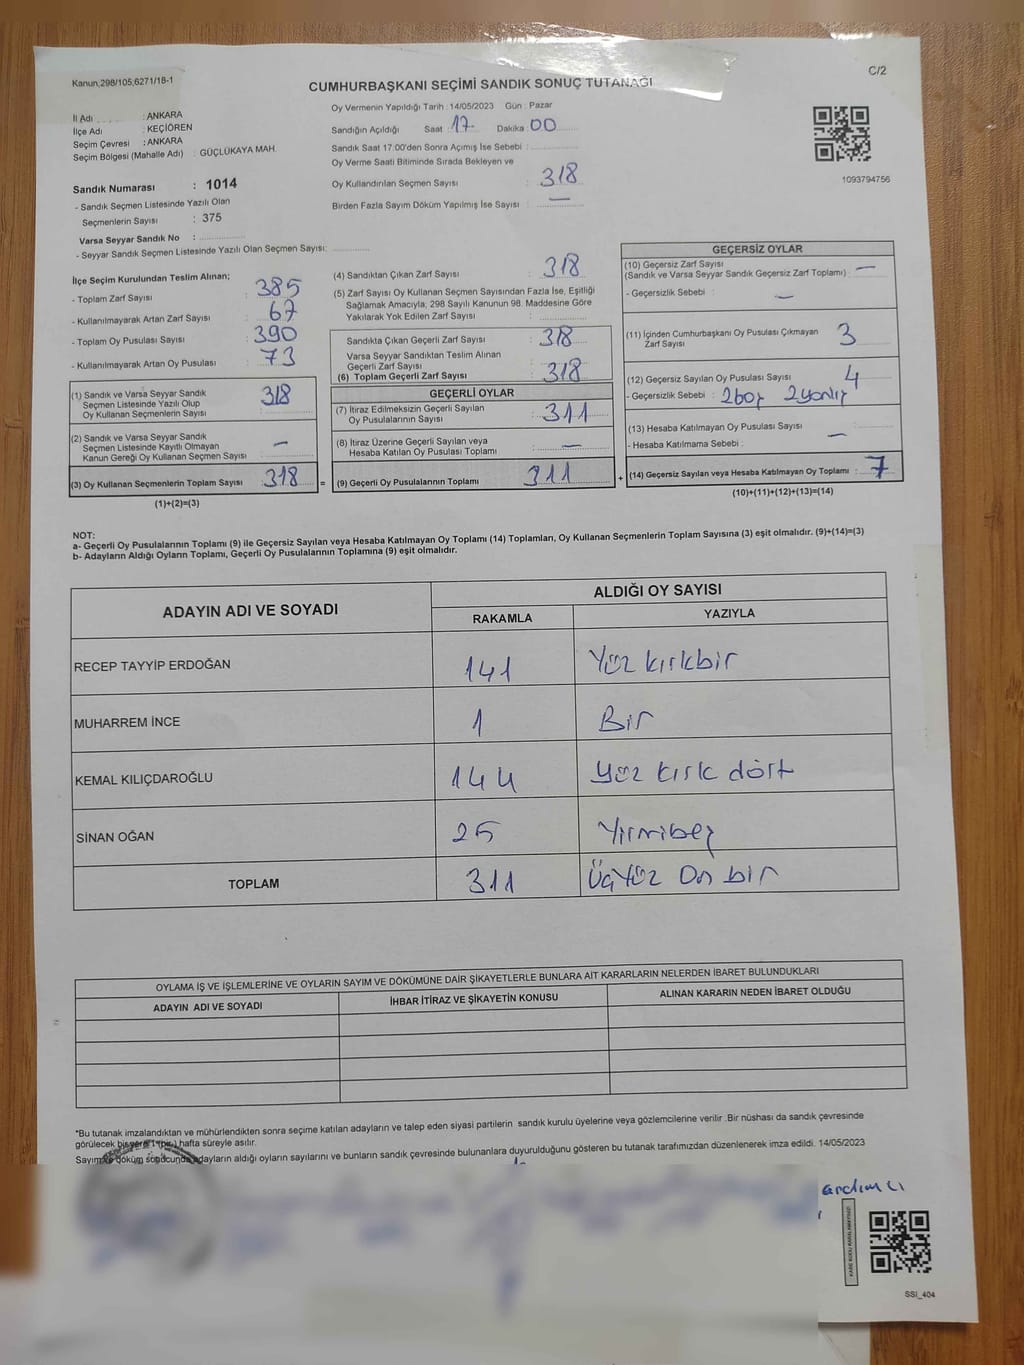 Kanun,298/105,6271/18-1
C/2
CUMHURBAŞKANI SEÇİMİ SANDIK SONUÇ TUTANAĞI
İl Adı : ANKARA
İlçe Adı : KEÇİÖREN
Seçim Çevresi : ANKARA
Seçim Bölgesi (Mahalle Adı) : GÜÇLÜKAYA MAH.
Sandık Numarası : 1014
- Sandık Seçmen Listesinde Yazılı Olan
Seçmenlerin Sayısı : 375
Varsa Seyyar Sandık No :
- Seyyar Sandık Seçmen Listesinde Yazılı Olan Seçmen Sayısı:
Oy Vermenin Yapıldığı Tarih : 14/05/2023 Gün : Pazar
Sandığın Açıldığı Saat : 17 Dakika : 00
Sandık Saat 17:00'den Sonra Açımış İse Sebebi :
Oy Verme Saati Bitiminde Sırada Bekleyen ve
Oy Kullandırılan Seçmen Sayısı : 318
Birden Fazla Sayım Döküm Yapılmış İse Sayısı : —
1093794756
İlçe Seçim Kurulundan Teslim Alınan;
- Toplam Zarf Sayısı : 385
- Kullanılmayarak Artan Zarf Sayısı : 67
- Toplam Oy Pusulası Sayısı : 390
- Kullanılmayarak Artan Oy Pusulası : 73
(1) Sandık ve Varsa Seyyar Sandık
Seçmen Listesinde Yazılı Olup
Oy Kullanan Seçmenlerin Sayısı : 318
(2) Sandık ve Varsa Seyyar Sandık
Seçmen Listesinde Kayıtlı Olmayan
Kanun Gereği Oy Kullanan Seçmen Sayısı : —
(3) Oy Kullanan Seçmenlerin Toplam Sayısı : 318 =
(1)+(2)=(3)
(4) Sandıktan Çıkan Zarf Sayısı : 318
(5) Zarf Sayısı Oy Kullanan Seçmen Sayısından Fazla İse, Eşitliği
Sağlamak Amacıyla, 298 Sayılı Kanunun 98. Maddesine Göre
Yakılarak Yok Edilen Zarf Sayısı :
Sandıkta Çıkan Geçerli Zarf Sayısı : 318
Varsa Seyyar Sandıktan Teslim Alınan
Geçerli Zarf Sayısı :
(6) Toplam Geçerli Zarf Sayısı : 318
GEÇERLİ OYLAR
(7) İtiraz Edilmeksizin Geçerli Sayılan
Oy Pusulalarının Sayısı : 311
(8) İtiraz Üzerine Geçerli Sayılan veya
Hesaba Katılan Oy Pusulası Toplamı : —
(9) Geçerli Oy Pusulalarının Toplamı : 311 +
GEÇERSİZ OYLAR
(10) Geçersiz Zarf Sayısı
(Sandık ve Varsa Seyyar Sandık Geçersiz Zarf Toplamı) : —
- Geçersizlik Sebebi : —
(11) İçinden Cumhurbaşkanı Oy Pusulası Çıkmayan
Zarf Sayısı : 3
(12) Geçersiz Sayılan Oy Pusulası Sayısı : 4
- Geçersizlik Sebebi : 2boş 2yanlış
(13) Hesaba Katılmayan Oy Pusulası Sayısı : —
- Hesaba Katılmama Sebebi :
(14) Geçersiz Sayılan veya Hesaba Katılmayan Oy Toplamı : 7
(10)+(11)+(12)+(13)=(14)
NOT:
a- Geçerli Oy Pusulalarının Toplamı (9) ile Geçersiz Sayılan veya Hesaba Katılmayan Oy Toplamı (14) Toplamları, Oy Kullanan Seçmenlerin Toplam Sayısına (3) eşit olmalıdır. (9)+(14)=(3)
b- Adayların Aldığı Oyların Toplamı, Geçerli Oy Pusulalarının Toplamına (9) eşit olmalıdır.
ADAYIN ADI VE SOYADI ALDIĞI OY SAYISI
RAKAMLA YAZIYLA
RECEP TAYYİP ERDOĞAN 141 Yüz kırkbir
MUHARREM İNCE 1 Bir
KEMAL KILIÇDAROĞLU 144 Yüz kırk dört
SİNAN OĞAN 25 Yirmibeş
TOPLAM 311 Üçyüz On bir
OYLAMA İŞ VE İŞLEMLERİNE VE OYLARIN SAYIM VE DÖKÜMÜNE DAİR ŞİKAYETLERLE BUNLARA AİT KARARLARIN NELERDEN İBARET BULUNDUKLARI
ADAYIN ADI VE SOYADI İHBAR İTİRAZ VE ŞİKAYETİN KONUSU ALINAN KARARIN NEDEN İBARET OLDUĞU
*Bu tutanak imzalandıktan ve mühürlendikten sonra seçime katılan adayların ve talep eden siyasi partilerin sandık kurulu üyelerine veya gözlemcilerine verilir .Bir nüshası da sandık çevresinde
görülecek bir yere 1 (bir) hafta süreyle asılır.
Sayım ve döküm sonucunda adayların aldığı oyların sayılarını ve bunların sandık çevresinde bulunanlara duyurulduğunu gösteren bu tutanak tarafımızdan düzenlenerek imza edildi. 14/05/2023
SSİ_404